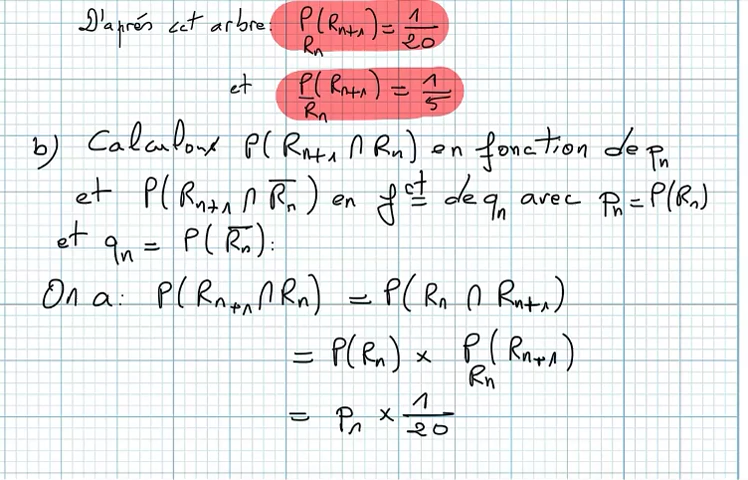 D'après cet arbre: P_{R_n}(R_{n+1}) = 1/20
et P_{\overline{R_n}}(R_{n+1}) = 1/5
b) Calculons P(R_{n+1} ∩ R_n) en fonction de p_n
et P(R_{n+1} ∩ \overline{R_n}) en f^{ct} de q_n avec p_n = P(R_n)
et q_n = P(\overline{R_n}):
On a: P(R_{n+1} ∩ R_n) = P(R_n ∩ R_{n+1})
= P(R_n) × P_{R_n}(R_{n+1})
= p_n × 1/20